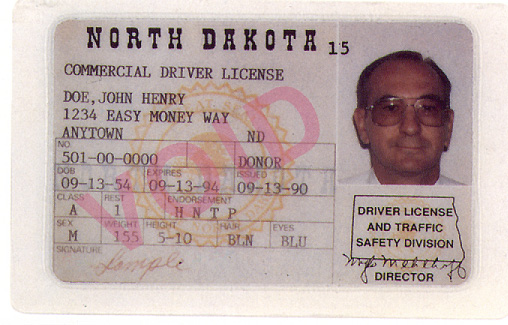 NORTH DAKOTA 15
COMMERCIAL DRIVER LICENSE
DOE, JOHN HENRY
1234 EASY MONEY WAY
ANYTOWN ND
NO
501-00-0000 DONOR
DOB EXPIRES ISSUED
09-13-54 09-13-94 09-13-90
CLASS REST ENDORSEMENT
A 1 H N T P
SEX WEIGHT HEIGHT HAIR EYES
M 155 5-10 BLN BLU
SIGNATURE
Sample
VOID
DRIVER LICENSE
AND TRAFFIC
SAFETY DIVISION
DIRECTOR